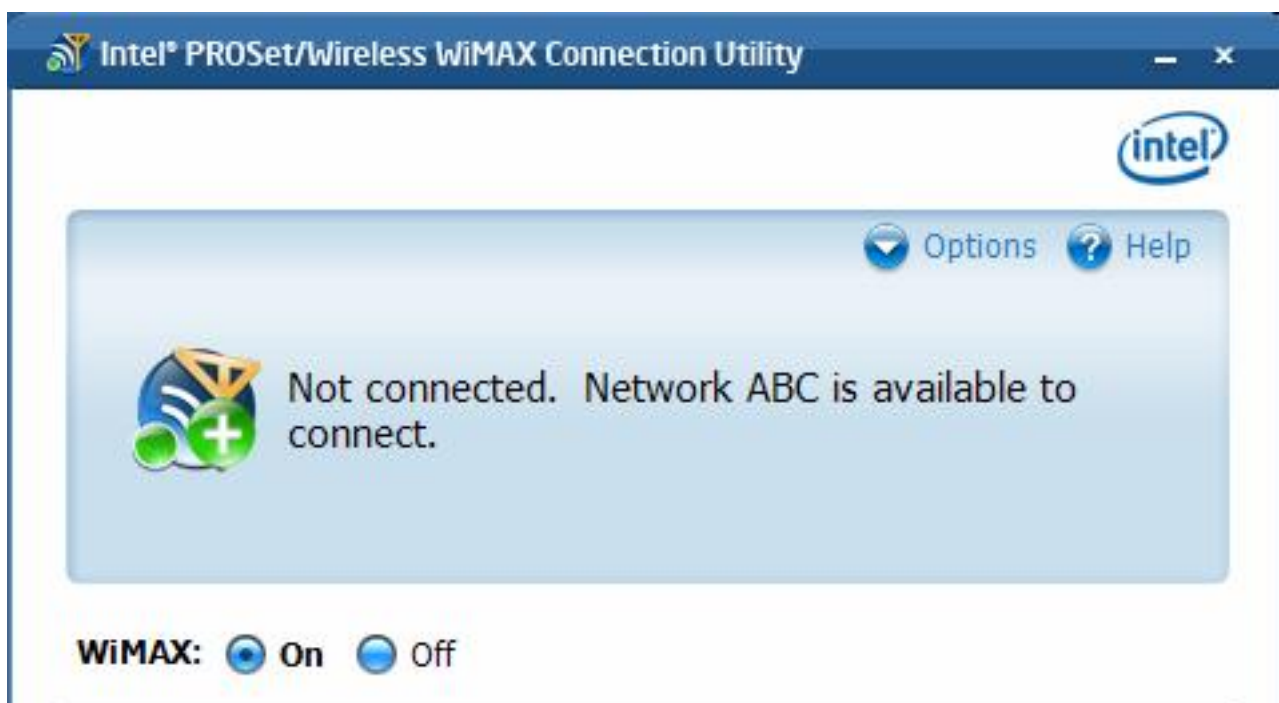 Intel® PROSet/Wireless WiMAX Connection Utility
intel
Options Help
Not connected. Network ABC is available to
connect.
WiMAX: On Off